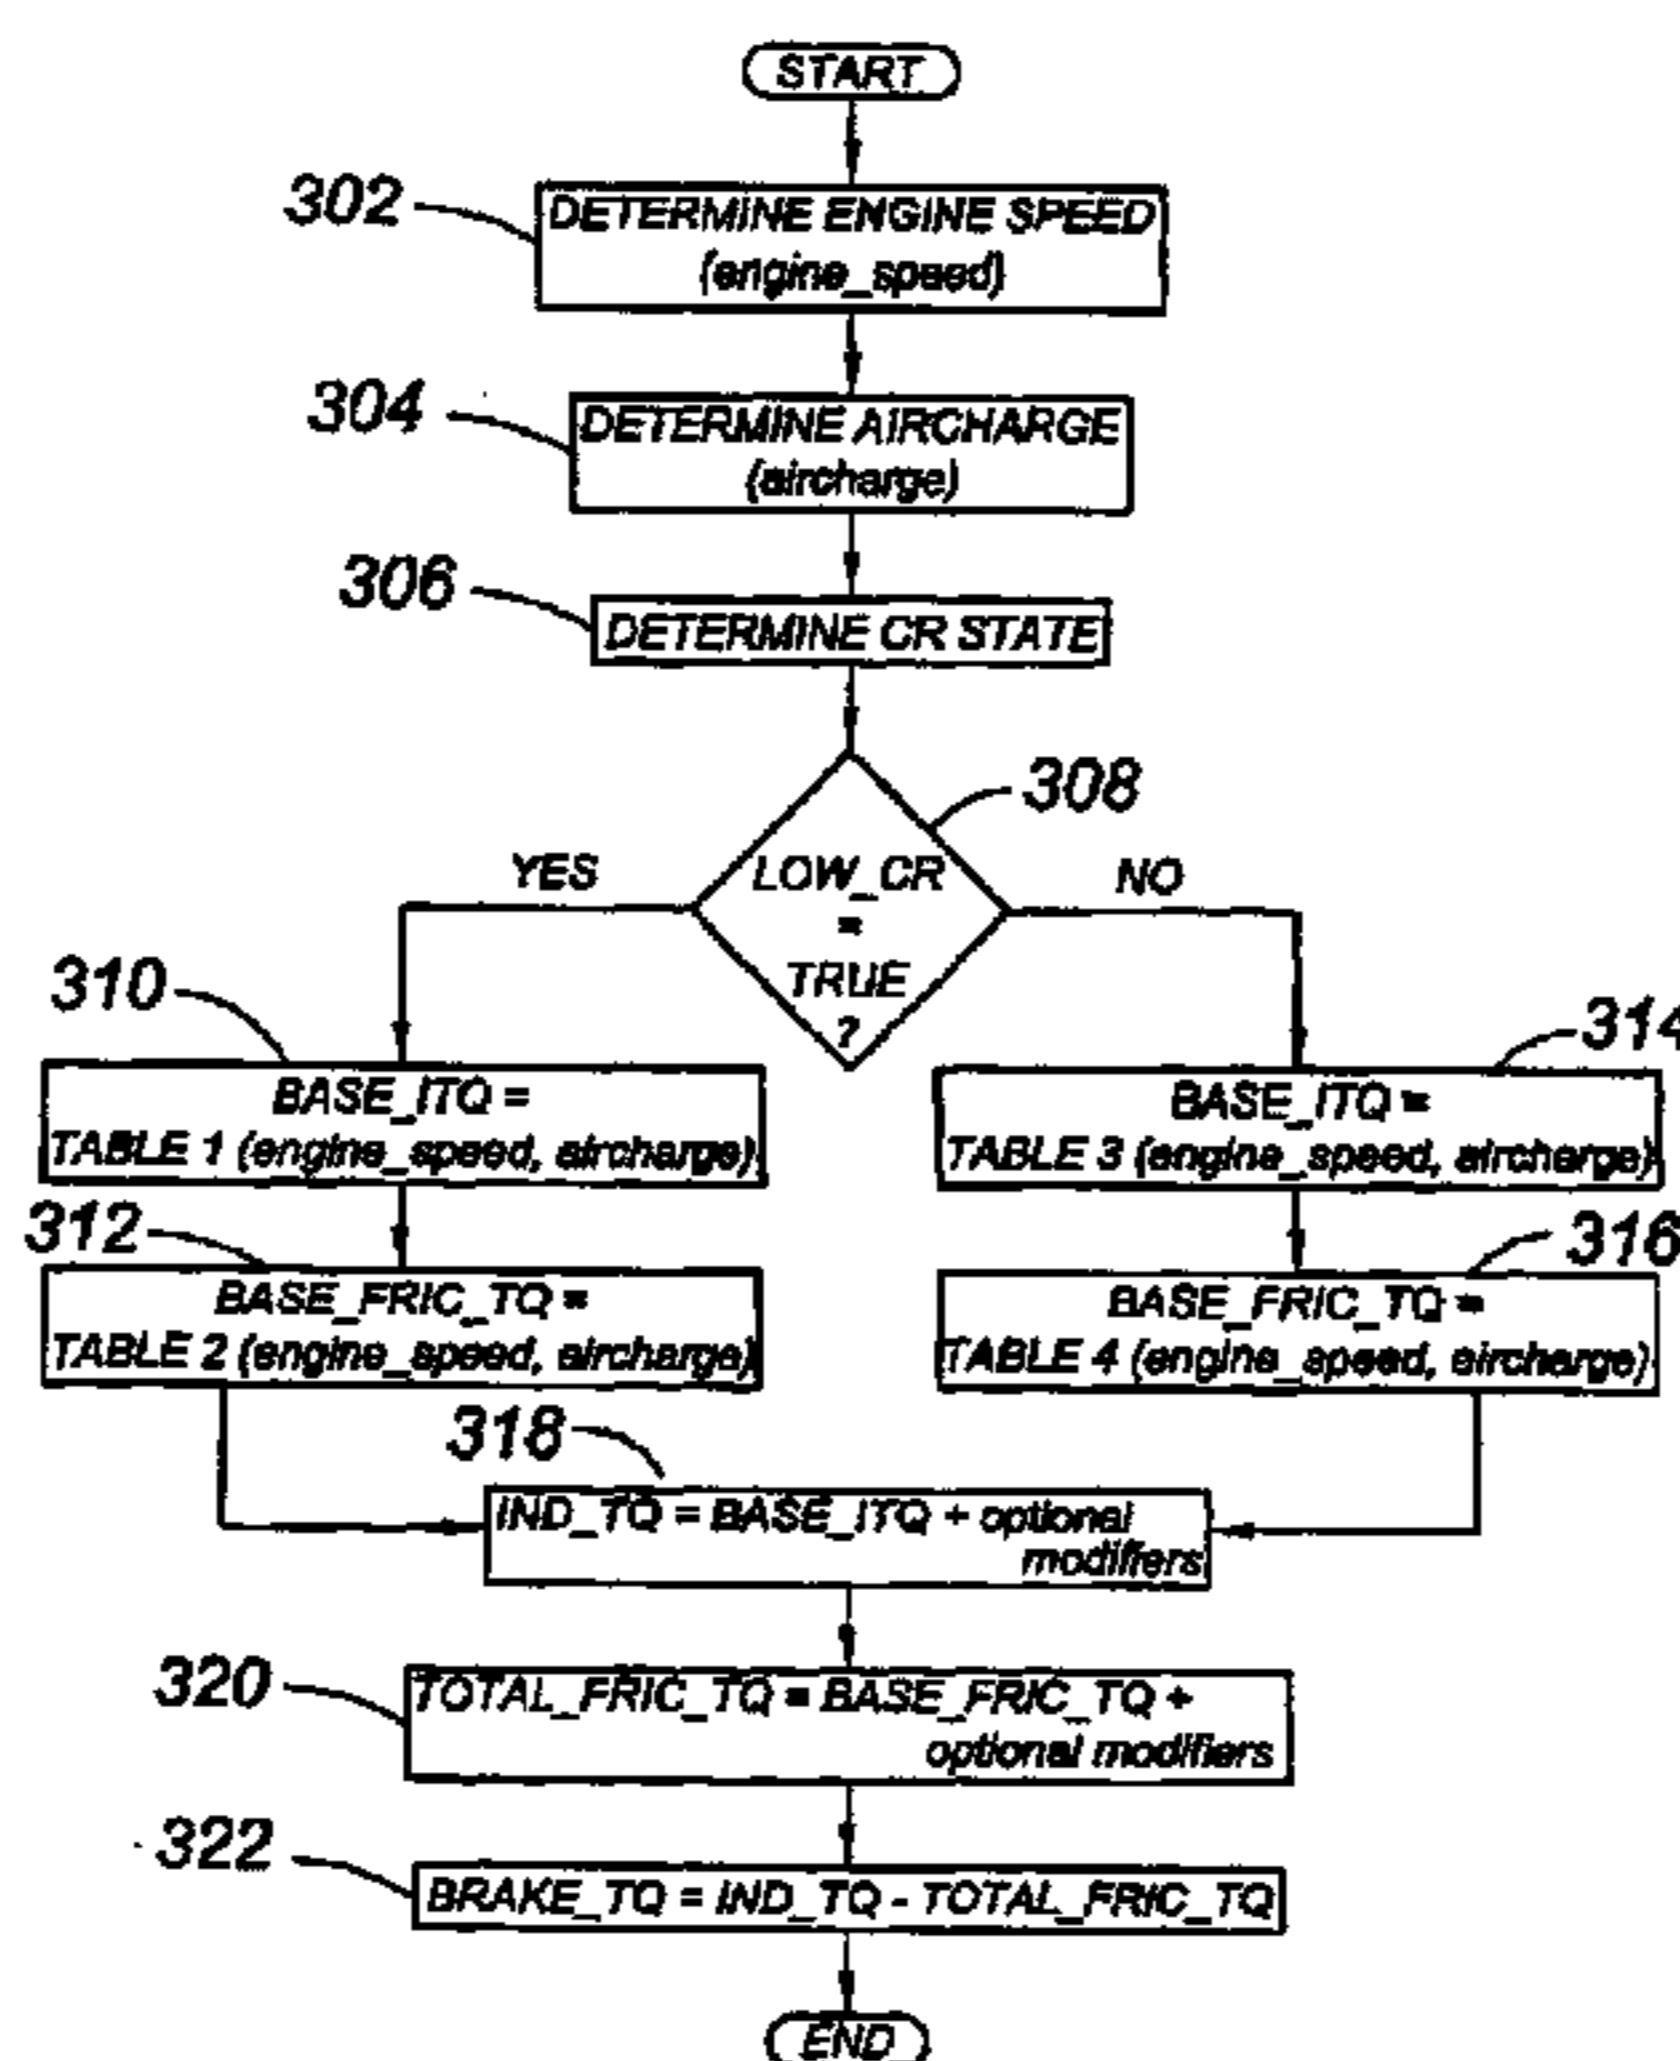 START
302
DETERMINE ENGINE SPEED
(engine_speed)
304
DETERMINE AIRCHARGE
(aircharge)
306
DETERMINE CR STATE
308
LOW_CR
=
TRUE
?
YES
NO
310
BASE_ITQ =
TABLE 1 (engine_speed, aircharge)
312
BASE_FRIC_TQ =
TABLE 2 (engine_speed, aircharge)
314
BASE_ITQ =
TABLE 3 (engine_speed, aircharge)
316
BASE_FRIC_TQ =
TABLE 4 (engine_speed, aircharge)
318
IND_TQ = BASE_ITQ + optional
modifiers
320
TOTAL_FRIC_TQ = BASE_FRIC_TQ +
optional modifiers
322
BRAKE_TQ = IND_TQ - TOTAL_FRIC_TQ
END